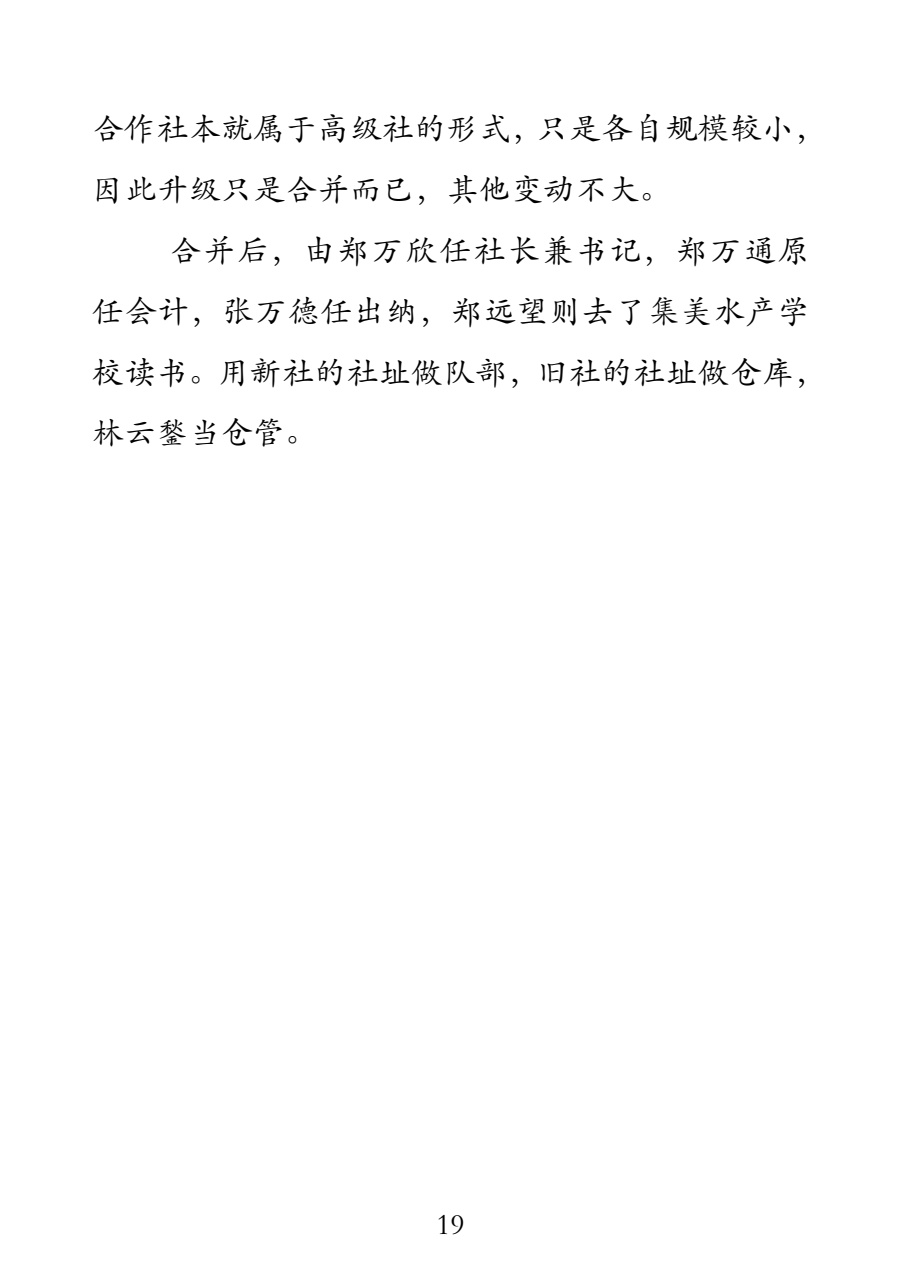 合作社本就属于高级社的形式，只是各自规模较小，
因此升级只是合并而已，其他变动不大。
合并后，由郑万欣任社长兼书记，郑万通原
任会计，张万德任出纳，郑远望则去了集美水产学
校读书。用新社的社址做队部，旧社的社址做仓库，
林云鍪当仓管。
19